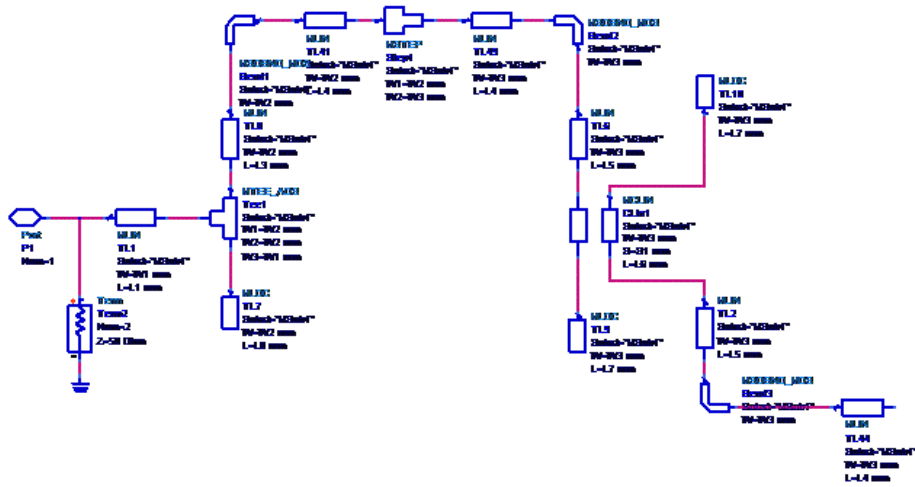 MLIN
TL41
Subst="MSub1"
W=W2 mm
L=L4 mm
MSTEP
Step1
Subst="MSub1"
W1=W2 mm
W2=W3 mm
MLIN
TL45
Subst="MSub1"
W=W3 mm
L=L4 mm
Bend2
Subst="MSub1"
W=W3 mm
Bend1
Subst="MSub1"
W=W2 mm
MLIN
Subst="MSub1"
W=W2 mm
L=L3 mm
MLIN
TL6
Subst="MSub1"
W=W3 mm
L=L5 mm
MLOC
TL10
Subst="MSub1"
W=W3 mm
L=L7 mm
Port
P1
Num=1
MLIN
TL1
Subst="MSub1"
W=W1 mm
L=L1 mm
Tee1
Subst="MSub1"
W1=W2 mm
W2=W2 mm
W3=W1 mm
MCLIN
CLin1
Subst="MSub1"
W=W3 mm
S=S1 mm
L=L6 mm
Term
Term2
Num=2
Z=50 Ohm
MLOC
TL7
Subst="MSub1"
W=W2 mm
MLOC
TL9
Subst="MSub1"
W=W3 mm
L=L7 mm
MLIN
TL2
Subst="MSub1"
W=W3 mm
L=L5 mm
Bend3
Subst="MSub1"
W=W3 mm
MLIN
TL44
Subst="MSub1"
W=W3 mm
L=L4 mm